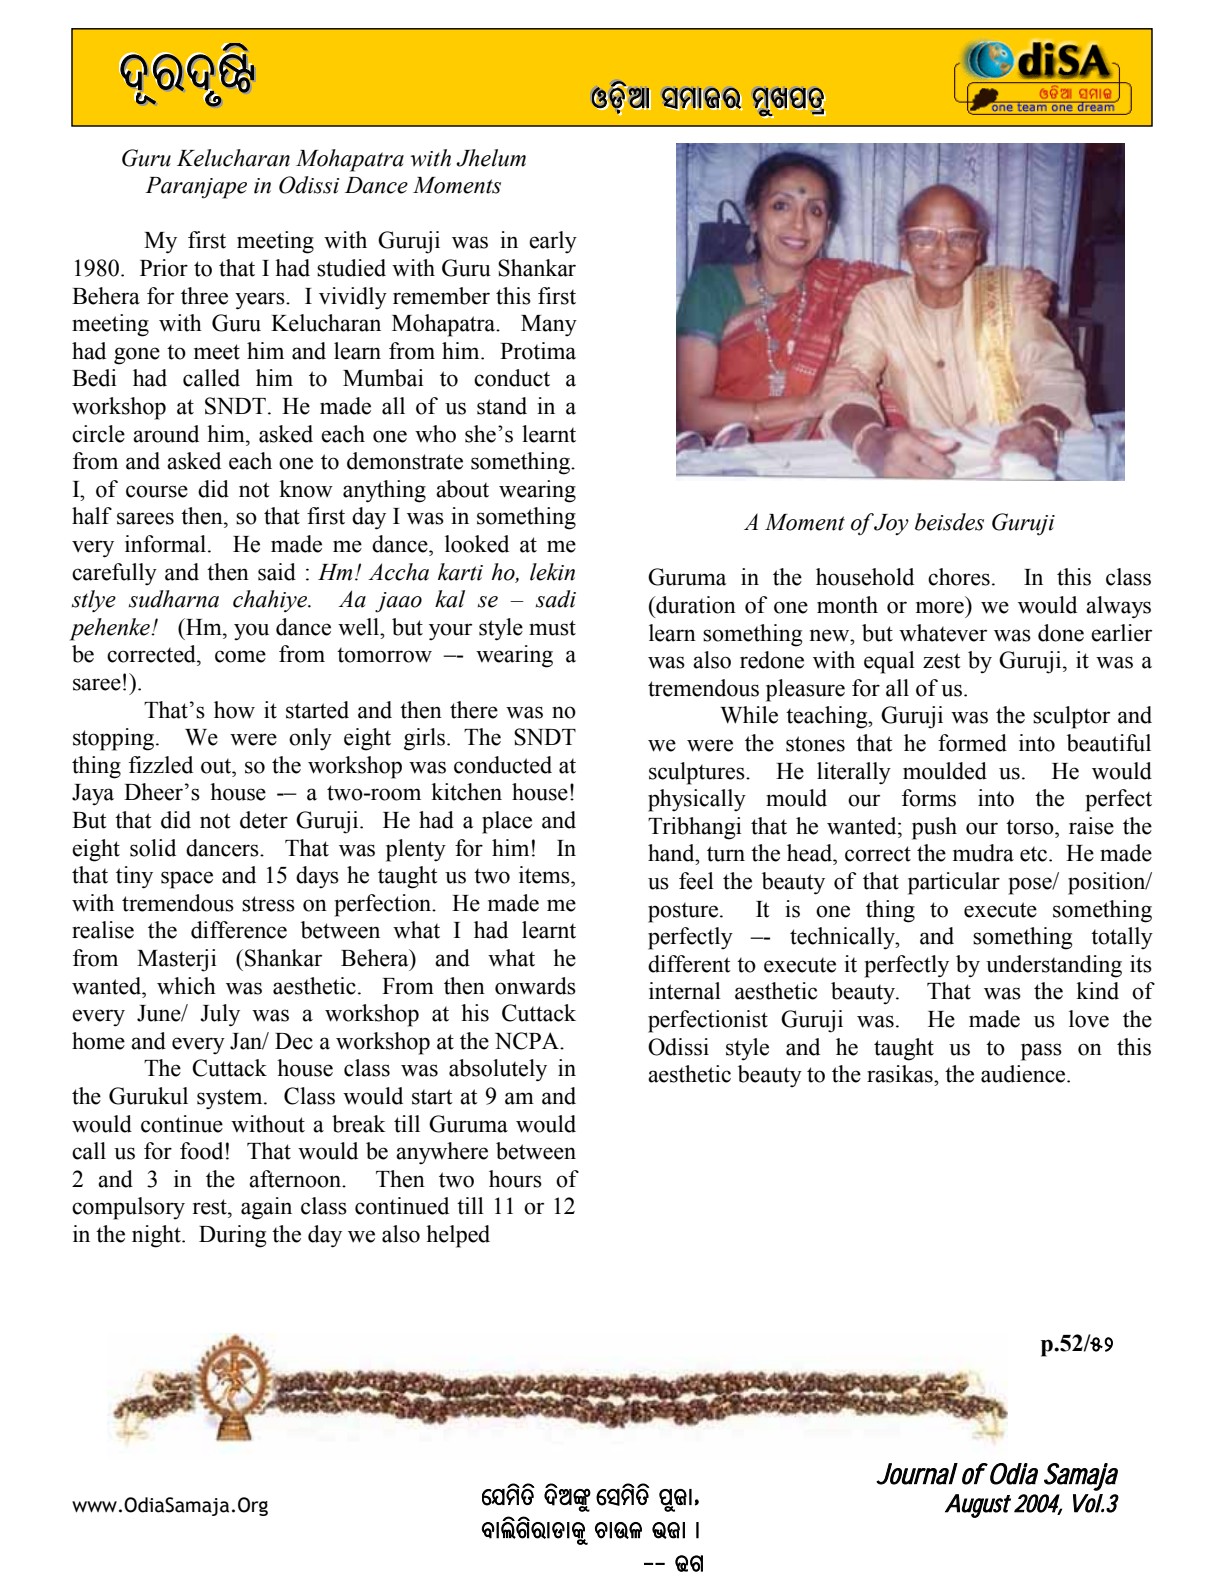 ଦୂରଦୃଷ୍ଟି
ଓଡ଼ିଆ ସମାଜର ମୁଖପତ୍ର
diSA
ଓଡିଆ ସମାଜ
one team one dream
Guru Kelucharan Mohapatra with Jhelum
Paranjape in Odissi Dance Moments
My first meeting with Guruji was in early
1980. Prior to that I had studied with Guru Shankar
Behera for three years. I vividly remember this first
meeting with Guru Kelucharan Mohapatra. Many
had gone to meet him and learn from him. Protima
Bedi had called him to Mumbai to conduct a
workshop at SNDT. He made all of us stand in a
circle around him, asked each one who she’s learnt
from and asked each one to demonstrate something.
I, of course did not know anything about wearing
half sarees then, so that first day I was in something
very informal. He made me dance, looked at me
carefully and then said : Hm! Accha karti ho, lekin
stlye sudharna chahiye. Aa jaao kal se – sadi
pehenke! (Hm, you dance well, but your style must
be corrected, come from tomorrow –- wearing a
saree!).
That’s how it started and then there was no
stopping. We were only eight girls. The SNDT
thing fizzled out, so the workshop was conducted at
Jaya Dheer’s house -– a two-room kitchen house!
But that did not deter Guruji. He had a place and
eight solid dancers. That was plenty for him! In
that tiny space and 15 days he taught us two items,
with tremendous stress on perfection. He made me
realise the difference between what I had learnt
from Masterji (Shankar Behera) and what he
wanted, which was aesthetic. From then onwards
every June/ July was a workshop at his Cuttack
home and every Jan/ Dec a workshop at the NCPA.
The Cuttack house class was absolutely in
the Gurukul system. Class would start at 9 am and
would continue without a break till Guruma would
call us for food! That would be anywhere between
2 and 3 in the afternoon. Then two hours of
compulsory rest, again class continued till 11 or 12
in the night. During the day we also helped
A Moment of Joy beisdes Guruji
Guruma in the household chores. In this class
(duration of one month or more) we would always
learn something new, but whatever was done earlier
was also redone with equal zest by Guruji, it was a
tremendous pleasure for all of us.
While teaching, Guruji was the sculptor and
we were the stones that he formed into beautiful
sculptures. He literally moulded us. He would
physically mould our forms into the perfect
Tribhangi that he wanted; push our torso, raise the
hand, turn the head, correct the mudra etc. He made
us feel the beauty of that particular pose/ position/
posture. It is one thing to execute something
perfectly –- technically, and something totally
different to execute it perfectly by understanding its
internal aesthetic beauty. That was the kind of
perfectionist Guruji was. He made us love the
Odissi style and he taught us to pass on this
aesthetic beauty to the rasikas, the audience.
p.52/୫୨
Journal of Odia Samaja
August 2004, Vol.3
www.OdiaSamaja.Org
ଯେମିତି ଦିଅଙ୍କୁ ସେମିତି ପୁଜା,
ବାଲିଗିରାଡାକୁ ଚାଉଳ ଭଜା ।
-- ଢଗ